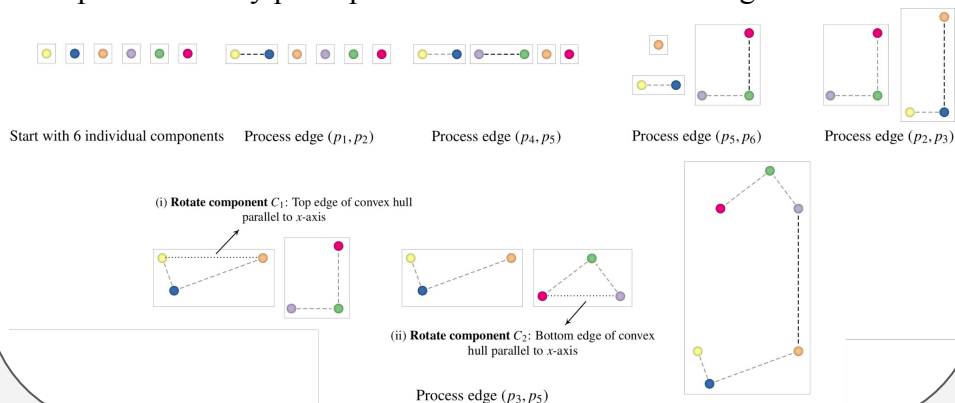 Start with 6 individual components
Process edge (p₁, p₂)
Process edge (p₄, p₅)
Process edge (p₅, p₆)
Process edge (p₂, p₃)
(i) Rotate component C₁: Top edge of convex hull
parallel to x-axis
(ii) Rotate component C₂: Bottom edge of convex
hull parallel to x-axis
Process edge (p₃, p₅)